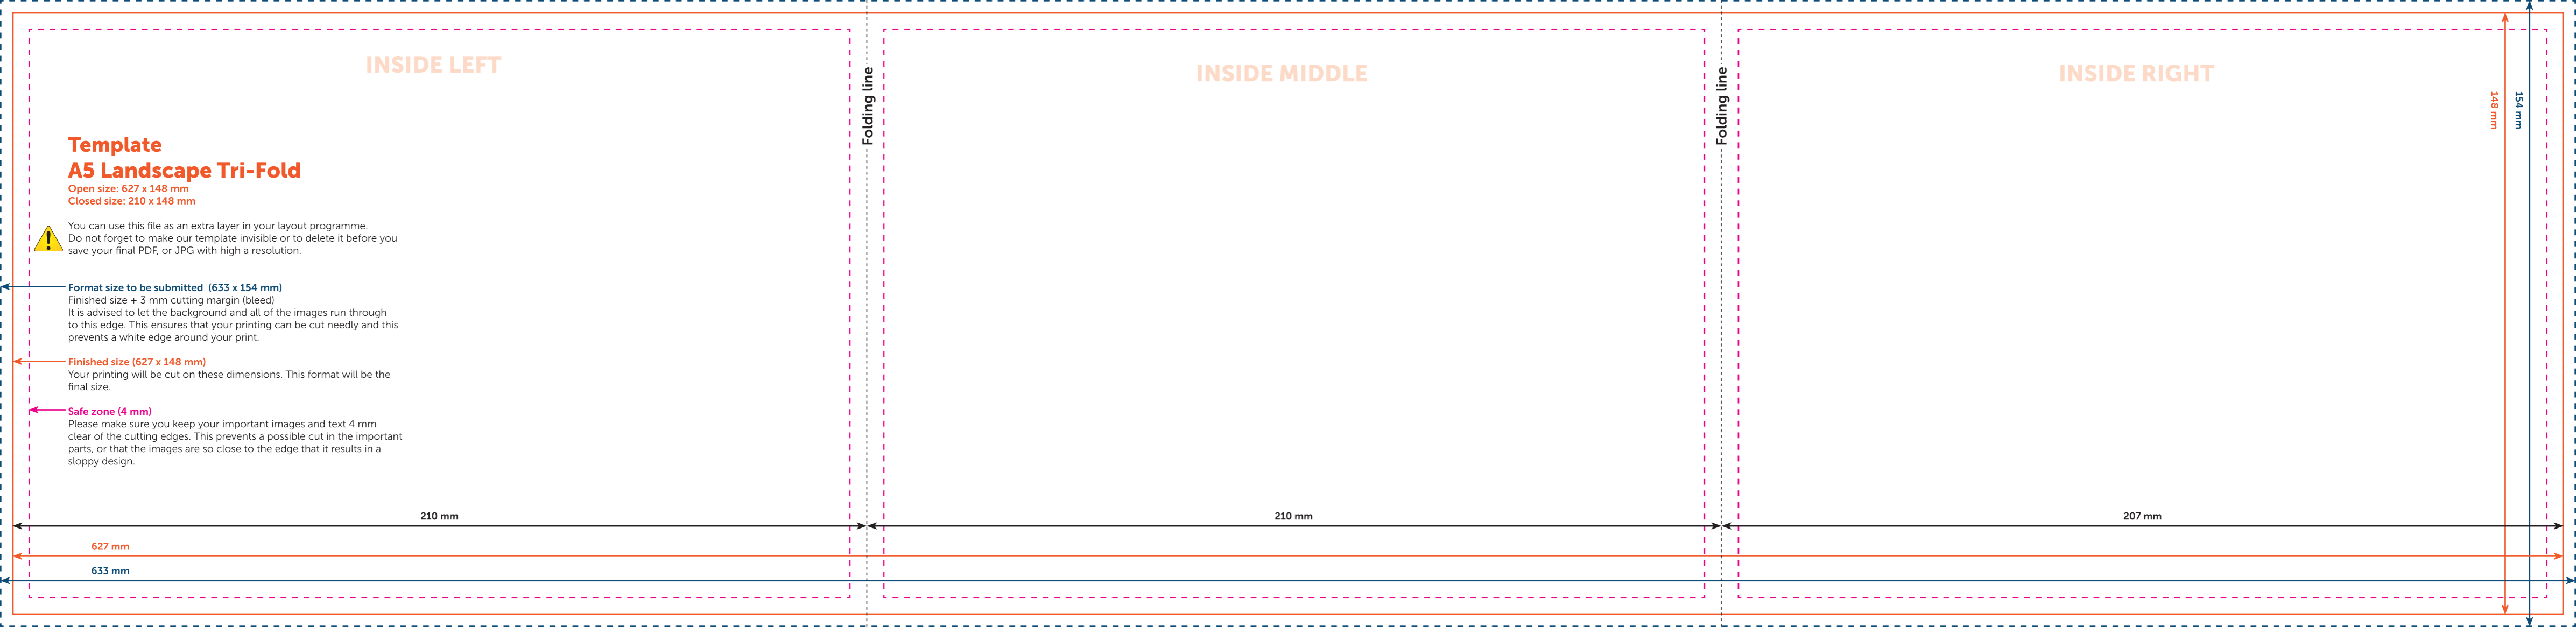 INSIDE LEFT
INSIDE MIDDLE
INSIDE RIGHT
Folding line
Folding line
148 mm
154 mm
Template
A5 Landscape Tri-Fold
Open size: 627 x 148 mm
Closed size: 210 x 148 mm
You can use this file as an extra layer in your layout programme.
Do not forget to make our template invisible or to delete it before you
save your final PDF, or JPG with high a resolution.
Format size to be submitted (633 x 154 mm)
Finished size + 3 mm cutting margin (bleed)
It is advised to let the background and all of the images run through
to this edge. This ensures that your printing can be cut needly and this
prevents a white edge around your print.
Finished size (627 x 148 mm)
Your printing will be cut on these dimensions. This format will be the
final size.
Safe zone (4 mm)
Please make sure you keep your important images and text 4 mm
clear of the cutting edges. This prevents a possible cut in the important
parts, or that the images are so close to the edge that it results in a
sloppy design.
210 mm
210 mm
207 mm
627 mm
633 mm